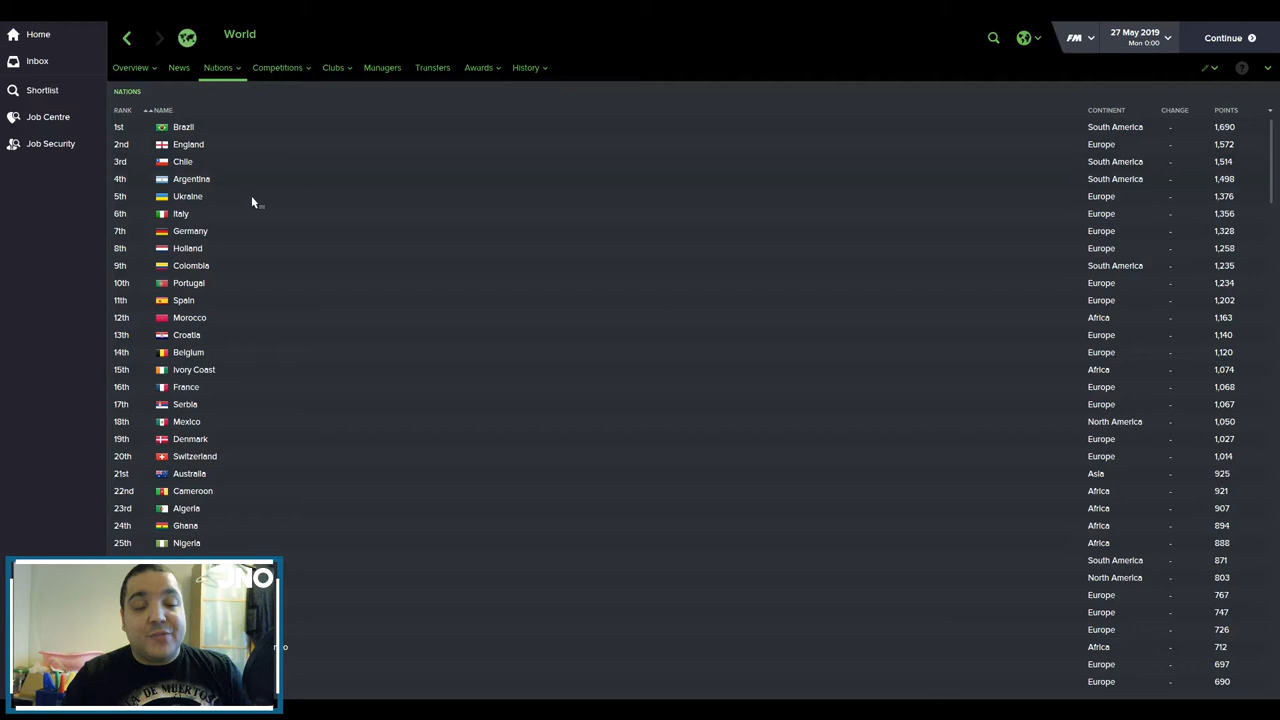 Home
Inbox
Shortlist
Job Centre
Job Security
World
FM
27 May 2019
Mon 0:00
Continue
Overview
News
Nations
Competitions
Clubs
Managers
Transfers
Awards
History
?
NATIONS
RANK NAME CONTINENT CHANGE POINTS
1st Brazil South America - 1,690
2nd England Europe - 1,572
3rd Chile South America - 1,514
4th Argentina South America - 1,498
5th Ukraine Europe - 1,376
6th Italy Europe - 1,356
7th Germany Europe - 1,328
8th Holland Europe - 1,258
9th Colombia South America - 1,235
10th Portugal Europe - 1,234
11th Spain Europe - 1,202
12th Morocco Africa - 1,163
13th Croatia Europe - 1,140
14th Belgium Europe - 1,120
15th Ivory Coast Africa - 1,074
16th France Europe - 1,068
17th Serbia Europe - 1,067
18th Mexico North America - 1,050
19th Denmark Europe - 1,027
20th Switzerland Europe - 1,014
21st Australia Asia - 925
22nd Cameroon Africa - 921
23rd Algeria Africa - 907
24th Ghana Africa - 894
25th Nigeria Africa - 888
South America - 871
North America - 803
Europe - 767
Europe - 747
Europe - 726
Africa - 712
Europe - 697
Europe - 690
DE MUERTOS